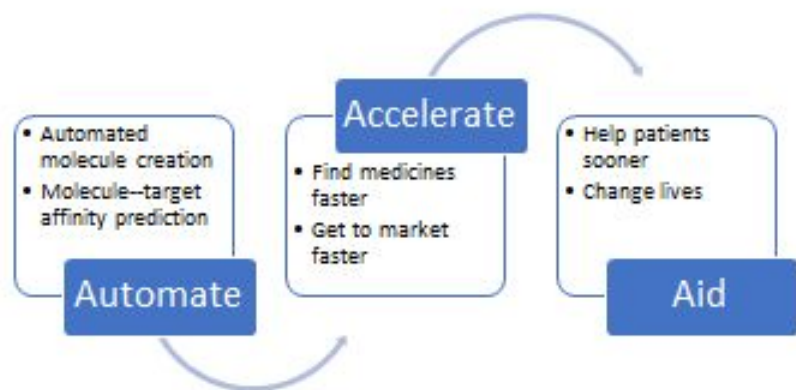 • Automated
molecule creation
• Molecule--target
affinity prediction
Automate
Accelerate
• Find medicines
faster
• Get to market
faster
• Help patients
sooner
• Change lives
Aid